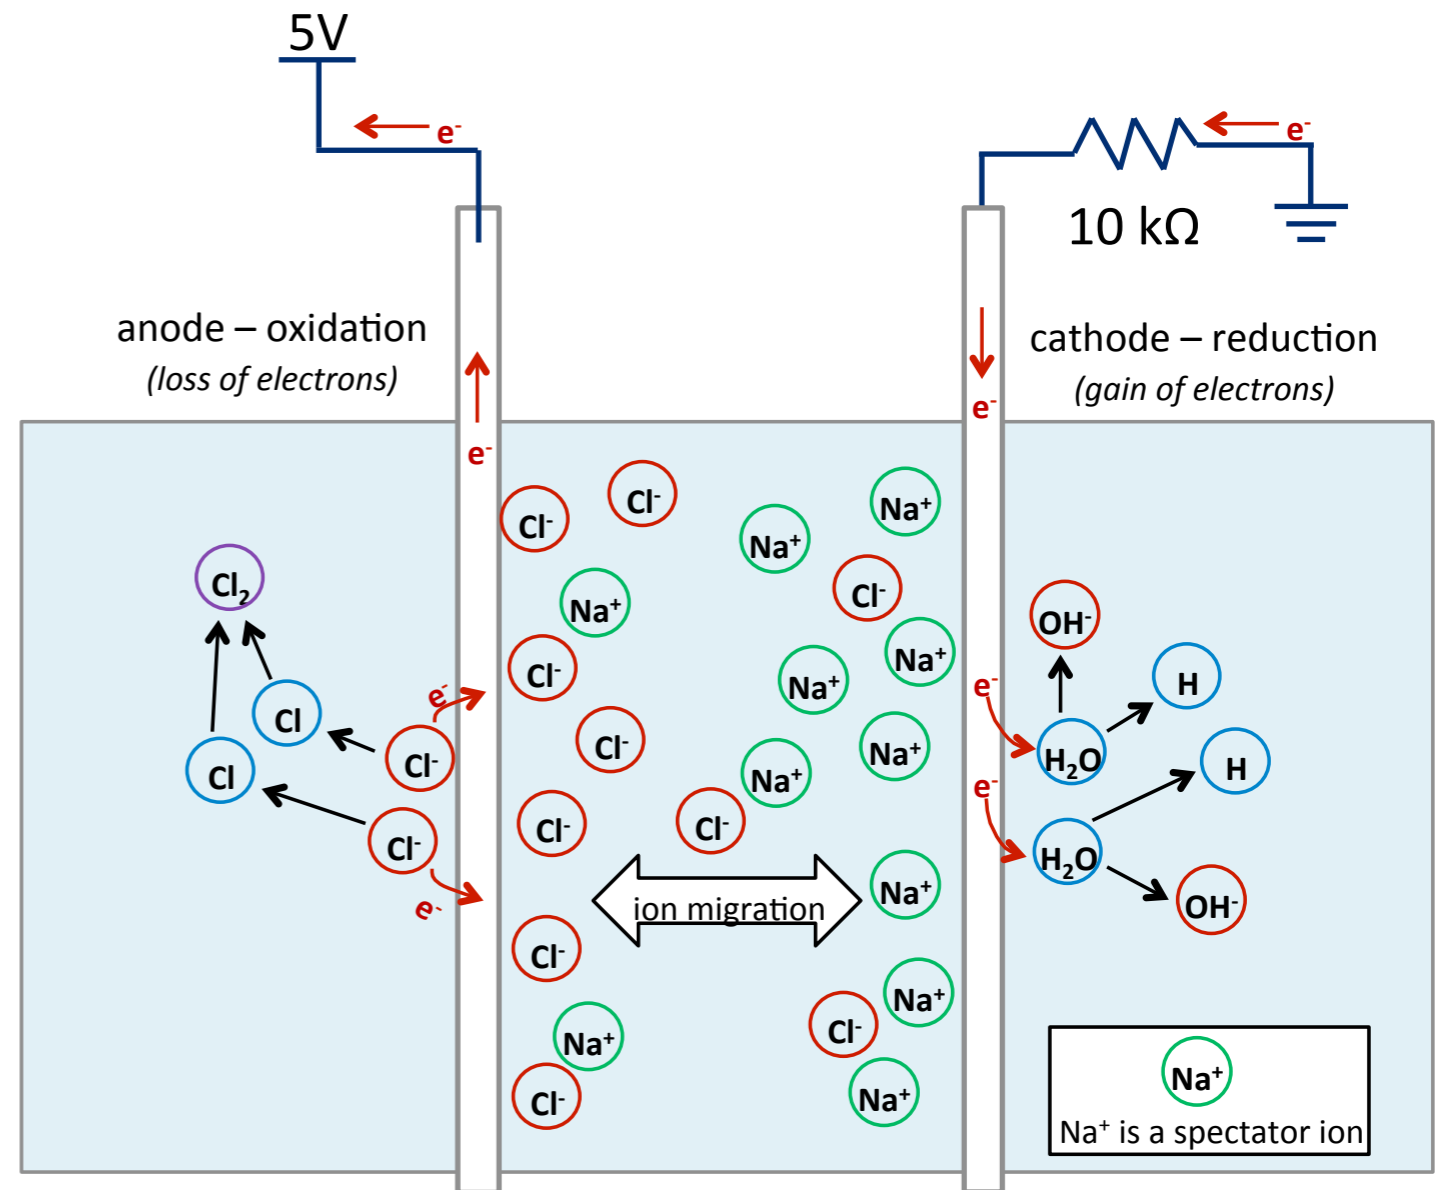 5V
e⁻
e⁻
10 kΩ
anode – oxidation
(loss of electrons)
cathode – reduction
(gain of electrons)
e⁻
e⁻
Cl⁻
Cl⁻
Na⁺
Na⁺
Cl₂
Na⁺
Cl⁻
OH⁻
Cl⁻
Na⁺
Na⁺
e⁻
e⁻
H
Cl
Cl⁻
Cl⁻
Na⁺
H₂O
Cl
Na⁺
e⁻
H
Cl⁻
Cl⁻
Cl⁻
H₂O
e⁻
ion migration
Na⁺
OH⁻
Cl⁻
Na⁺
Na⁺
Cl⁻
Cl⁻
Na⁺
Na⁺
Na⁺ is a spectator ion